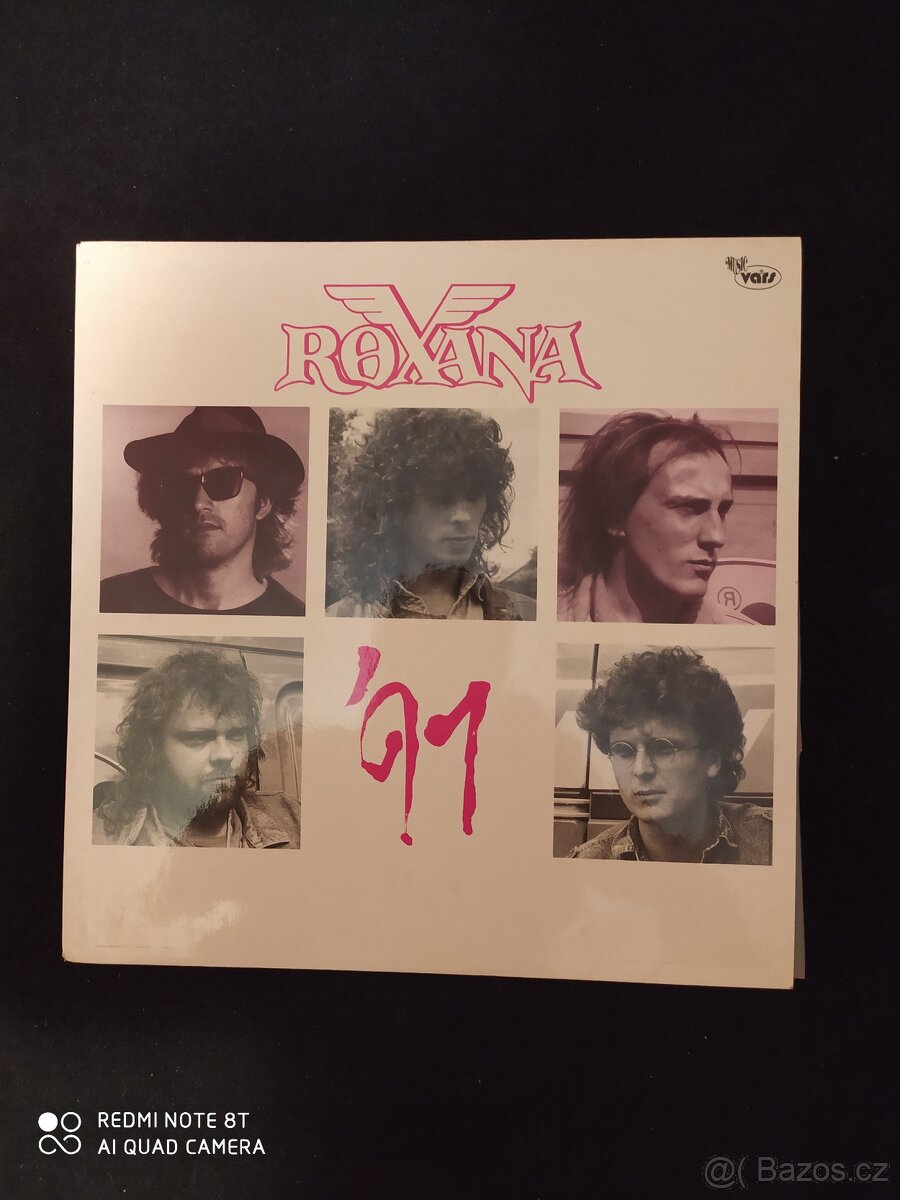 MUSIC
vars
ROXANA
'91
R
REDMI NOTE 8T
AI QUAD CAMERA
@( Bazos.cz